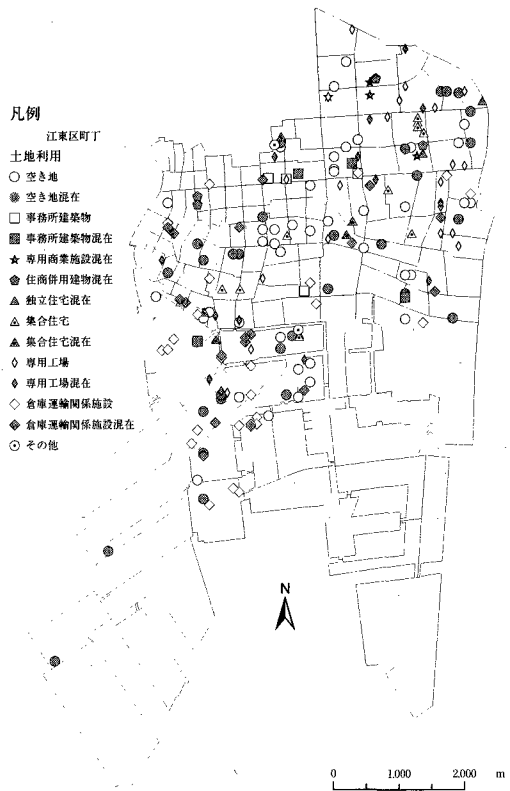 凡例
江東区町丁
土地利用
空き地
空き地混在
事務所建築物
事務所建築物混在
専用商業施設混在
住商併用建物混在
独立住宅混在
集合住宅
集合住宅混在
専用工場
専用工場混在
倉庫運輸関係施設
倉庫運輸関係施設混在
その他
N
0 1,000 2,000 m